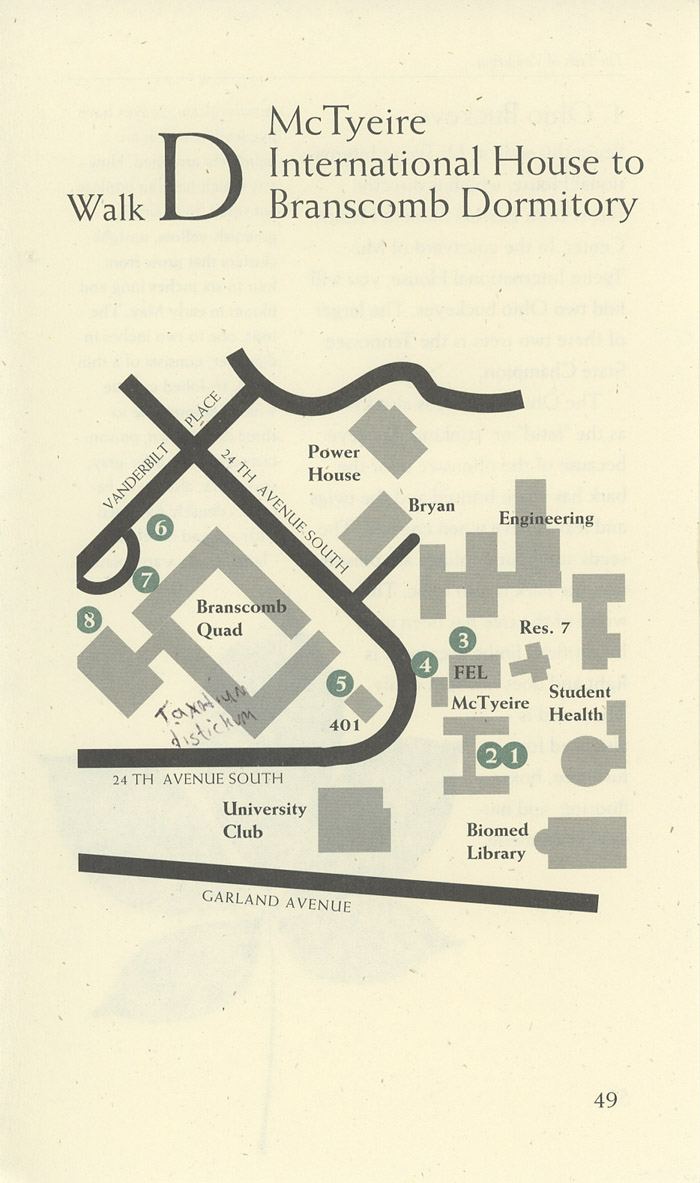 McTyeire
International House to
Walk D Branscomb Dormitory
VANDERBILT PLACE
24 TH AVENUE SOUTH
Power
House
Bryan
Engineering
6
7
8
Branscomb
Quad
3
Res. 7
4
FEL
5
McTyeire
Student
Health
401
Taxodium
distichum
2 1
24 TH AVENUE SOUTH
University
Club
Biomed
Library
GARLAND AVENUE
49